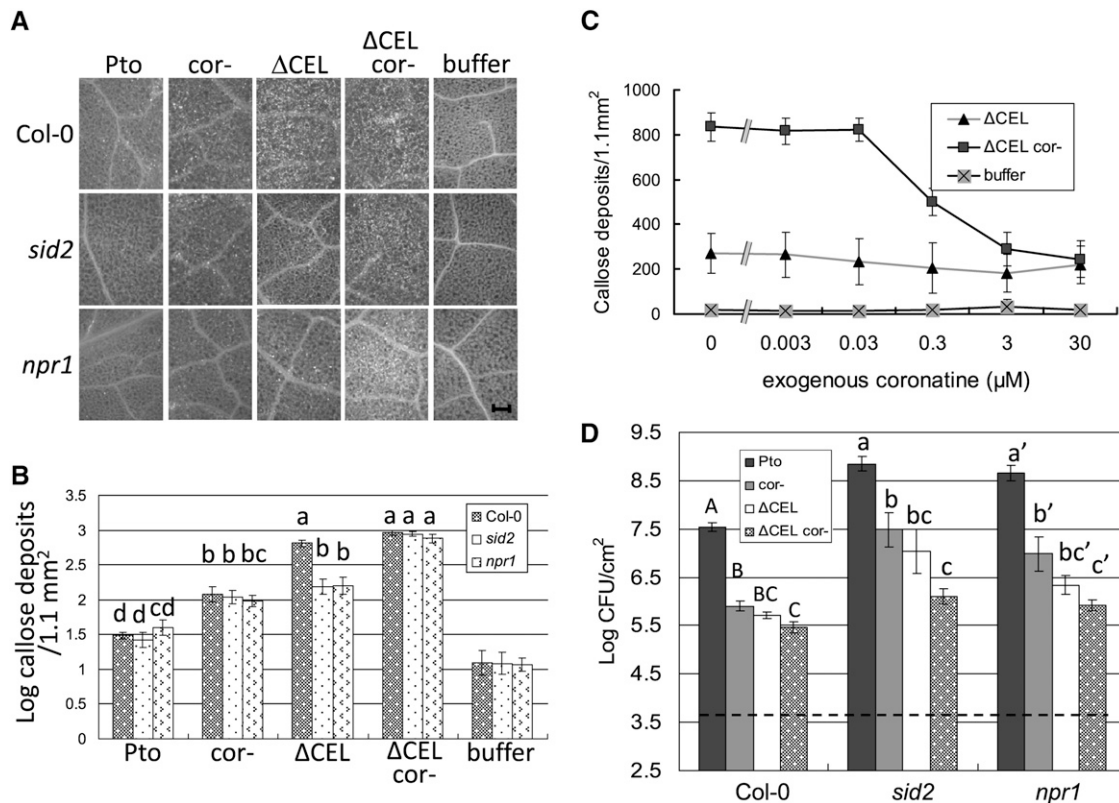 A
Pto cor- ΔCEL ΔCEL cor- buffer
Col-0
sid2
npr1
B
Log callose deposits /1.1 mm²
3.5
3
2.5
2
1.5
1
0.5
0
Col-0
sid2
npr1
d d cd
b b bc
a b b
a a a
Pto cor- ΔCEL ΔCEL cor- buffer
C
Callose deposits/1.1mm²
1000
800
600
400
200
0
ΔCEL
ΔCEL cor-
buffer
0 0.003 0.03 0.3 3 30
exogenous coronatine (µM)
D
Log CFU/cm²
9.5
8.5
7.5
6.5
5.5
4.5
3.5
2.5
Pto
cor-
ΔCEL
ΔCEL cor-
A B BC C
a b bc c
a’ b’ bc’ c’
Col-0 sid2 npr1